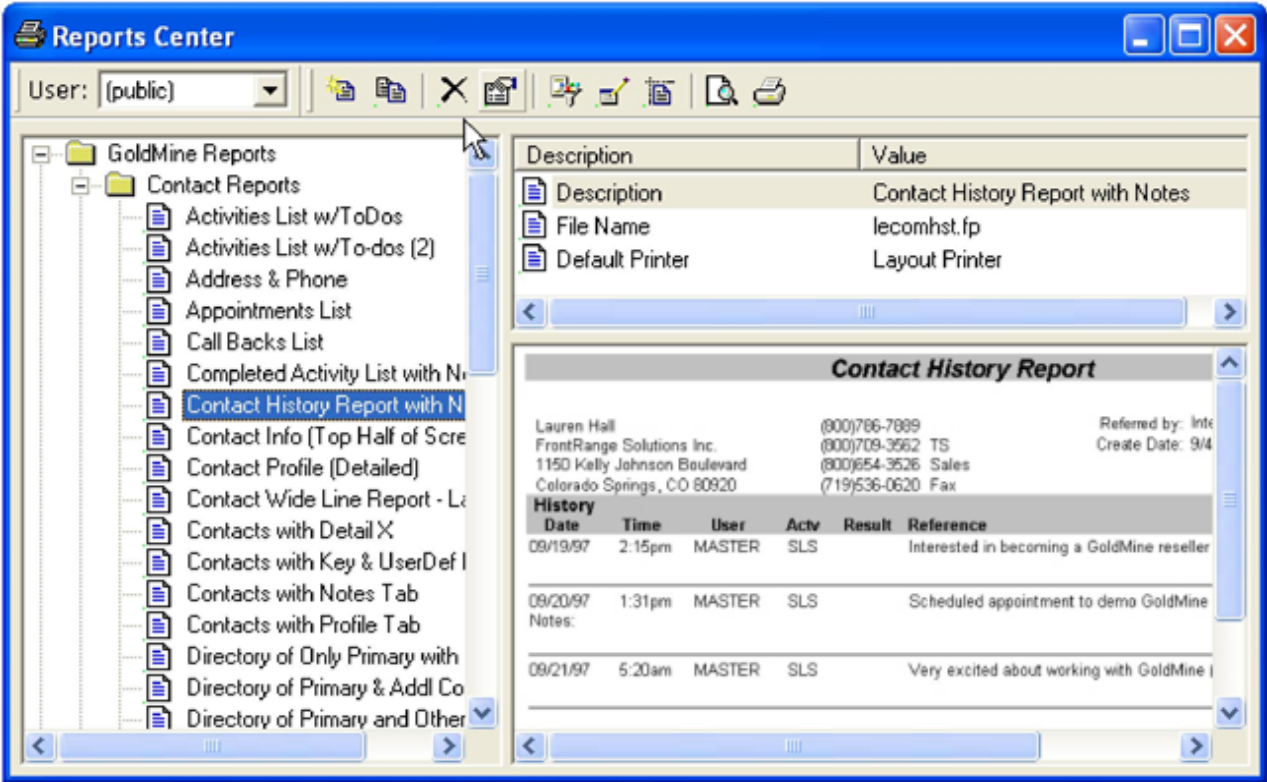 Reports Center
User: (public)
GoldMine Reports
Contact Reports
Activities List w/ToDos
Activities List w/To-dos (2)
Address & Phone
Appointments List
Call Backs List
Completed Activity List with N
Contact History Report with N
Contact Info (Top Half of Scre
Contact Profile (Detailed)
Contact Wide Line Report - La
Contacts with Detail X
Contacts with Key & UserDef
Contacts with Notes Tab
Contacts with Profile Tab
Directory of Only Primary with
Directory of Primary & Addl Co
Directory of Primary and Other
Description Value
Description Contact History Report with Notes
File Name lecomhst.fp
Default Printer Layout Printer
Contact History Report
Lauren Hall (800)786-7889 Referred by: Inte
FrontRange Solutions Inc. (800)709-3562 TS Create Date: 9/4
1150 Kelly Johnson Boulevard (800)654-3526 Sales
Colorado Springs, CO 80920 (719)536-0620 Fax
History
Date Time User Actv Result Reference
09/19/97 2:15pm MASTER SLS Interested in becoming a GoldMine reseller
09/20/97 1:31pm MASTER SLS Scheduled appointment to demo GoldMine
Notes:
09/21/97 5:20am MASTER SLS Very excited about working with GoldMine